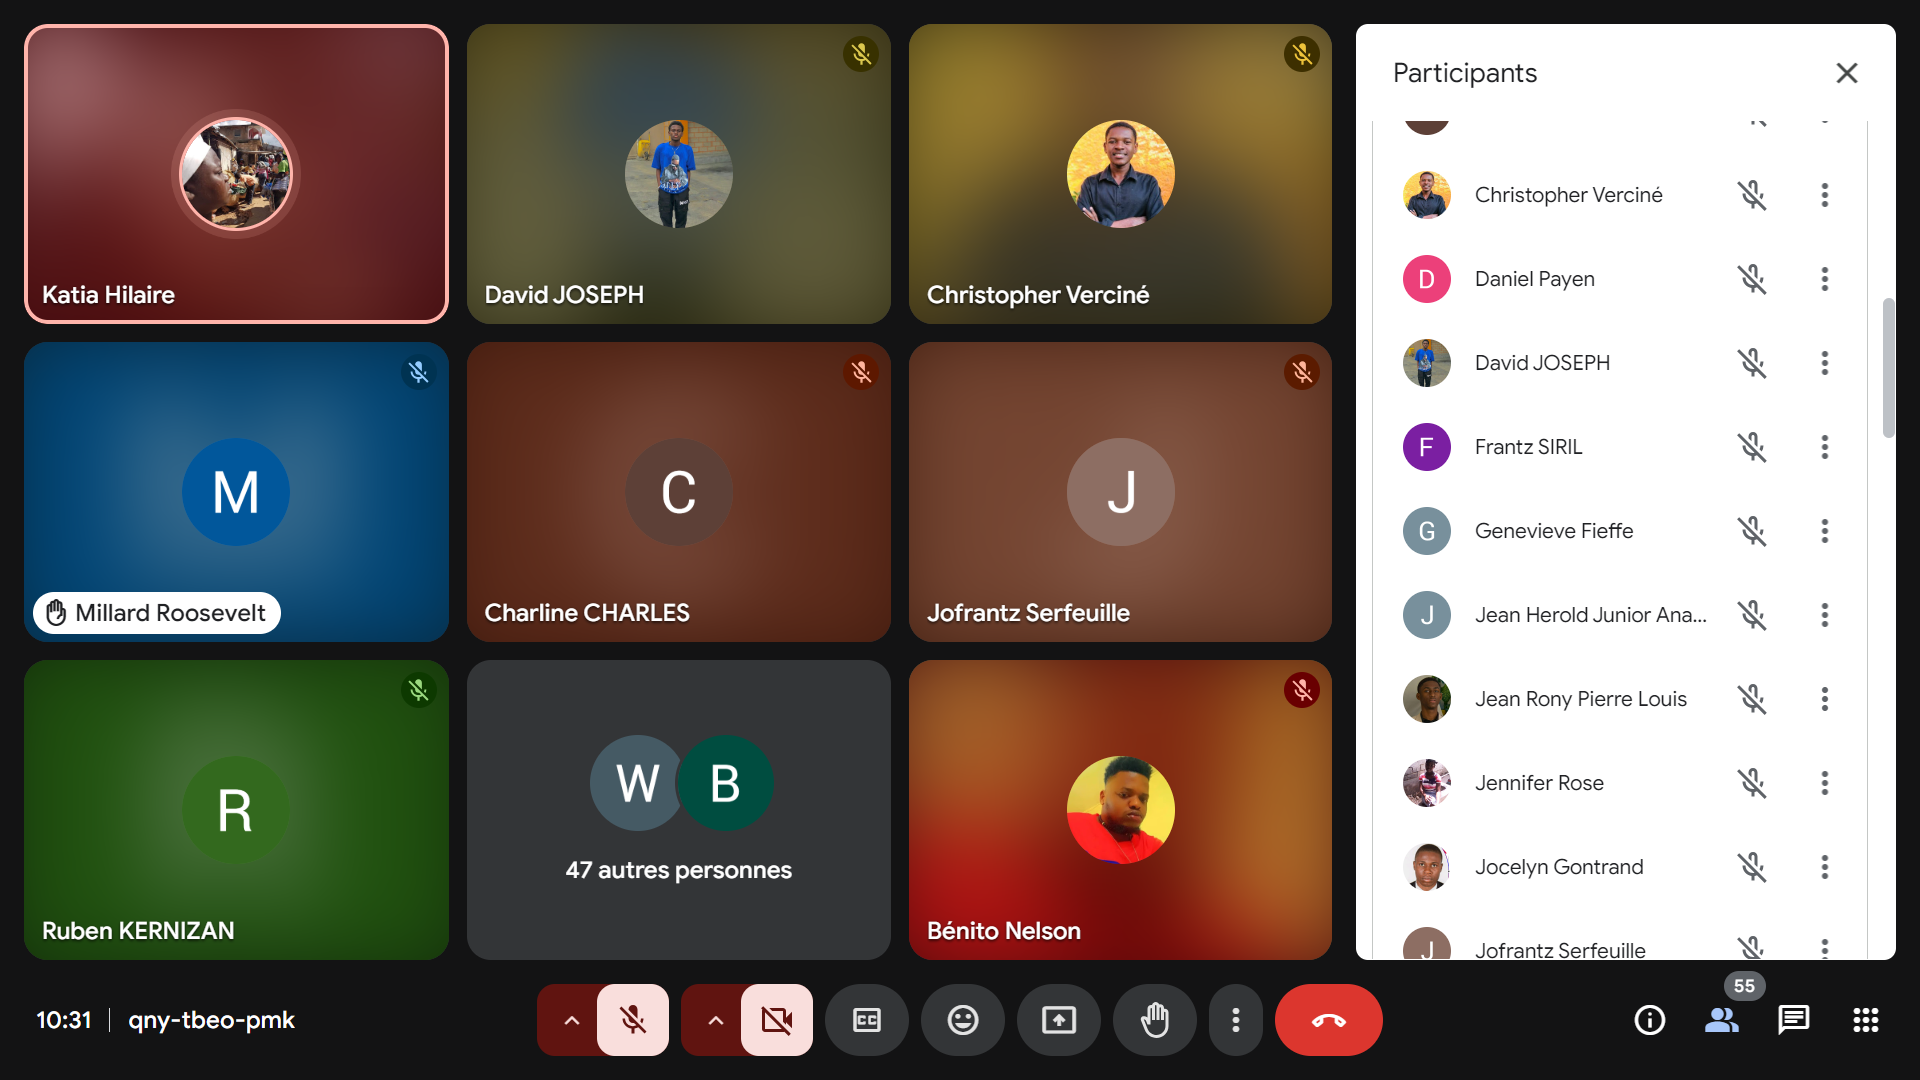 Katia Hilaire
David JOSEPH
Christopher Verciné
M
Millard Roosevelt
C
Charline CHARLES
J
Jofrantz Serfeuille
R
Ruben KERNIZAN
W B
47 autres personnes
Bénito Nelson
Participants
Christopher Verciné
D Daniel Payen
David JOSEPH
F Frantz SIRIL
G Genevieve Fieffe
J Jean Herold Junior Ana...
Jean Rony Pierre Louis
Jennifer Rose
Jocelyn Gontrand
J Jofrantz Serfeuille
10:31 qny-tbeo-pmk
CC
55